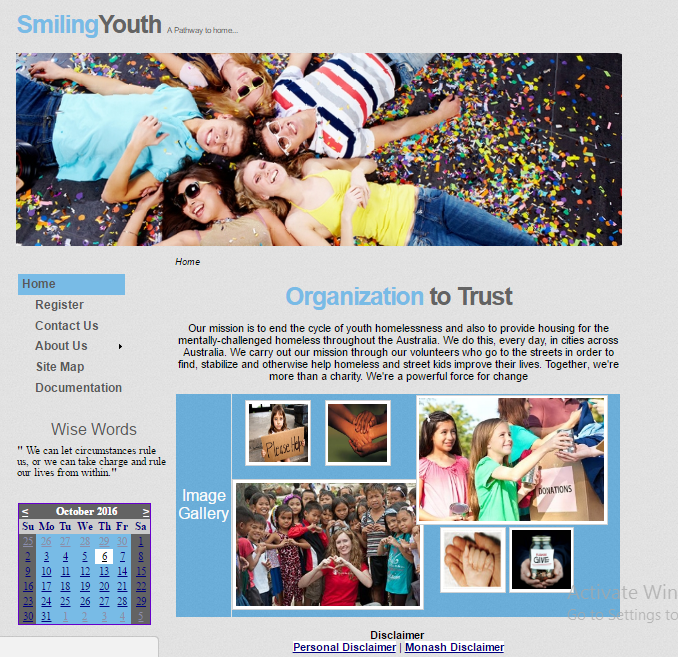 SmilingYouth A Pathway to home...
Home
Home
Register
Contact Us
About Us
Site Map
Documentation
Wise Words
" We can let circumstances rule
us, or we can take charge and rule
our lives from within."
< October 2016 >
Su Mo Tu We Th Fr Sa
25 26 27 28 29 30 1
2 3 4 5 6 7 8
9 10 11 12 13 14 15
16 17 18 19 20 21 22
23 24 25 26 27 28 29
30 31 1 2 3 4 5
Organization to Trust
Our mission is to end the cycle of youth homelessness and also to provide housing for the
mentally-challenged homeless throughout the Australia. We do this, every day, in cities across
Australia. We carry out our mission through our volunteers who go to the streets in order to
find, stabilize and otherwise help homeless and street kids improve their lives. Together, we're
more than a charity. We're a powerful force for change
Image
Gallery
Please Help
DONATIONS
GIVE
Activate Win
Go to Settings to
Disclaimer
Personal Disclaimer | Monash Disclaimer